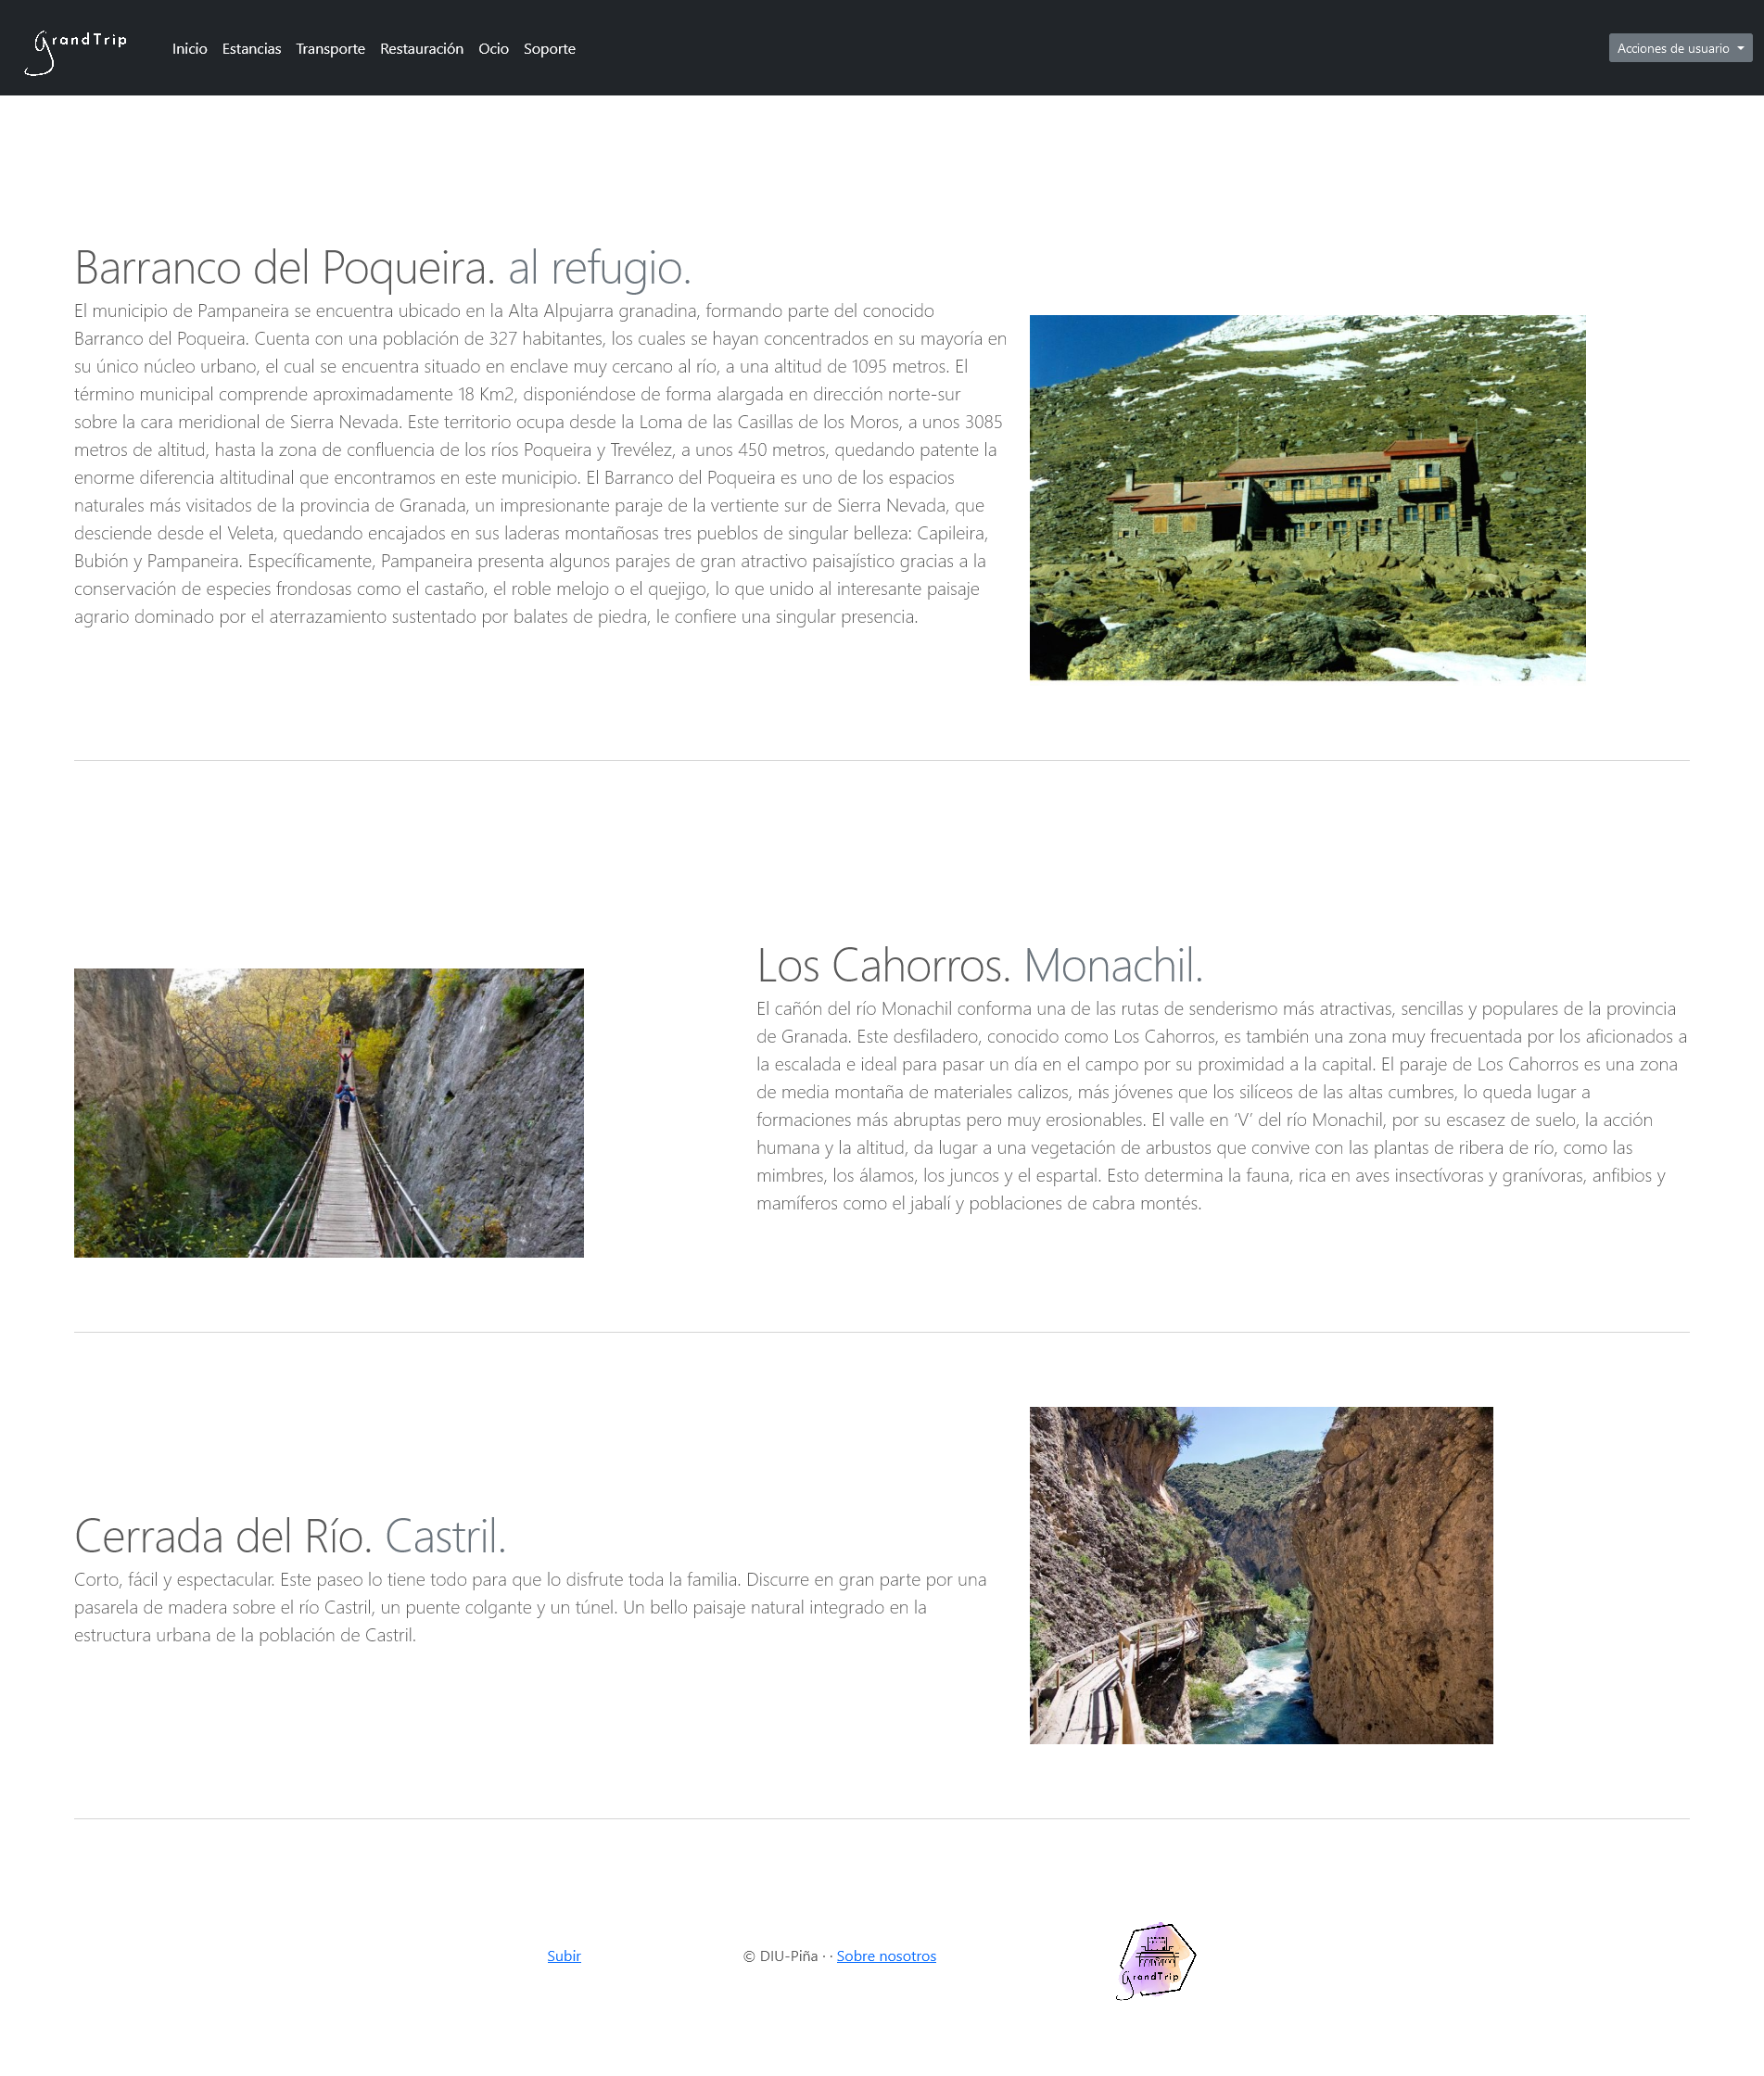 GrandTrip
Inicio Estancias Transporte Restauración Ocio Soporte
Acciones de usuario
Barranco del Poqueira. al refugio.
El municipio de Pampaneira se encuentra ubicado en la Alta Alpujarra granadina, formando parte del conocido
Barranco del Poqueira. Cuenta con una población de 327 habitantes, los cuales se hayan concentrados en su mayoría en
su único núcleo urbano, el cual se encuentra situado en enclave muy cercano al río, a una altitud de 1095 metros. El
término municipal comprende aproximadamente 18 Km2, disponiéndose de forma alargada en dirección norte-sur
sobre la cara meridional de Sierra Nevada. Este territorio ocupa desde la Loma de las Casillas de los Moros, a unos 3085
metros de altitud, hasta la zona de confluencia de los ríos Poqueira y Trevélez, a unos 450 metros, quedando patente la
enorme diferencia altitudinal que encontramos en este municipio. El Barranco del Poqueira es uno de los espacios
naturales más visitados de la provincia de Granada, un impresionante paraje de la vertiente sur de Sierra Nevada, que
desciende desde el Veleta, quedando encajados en sus laderas montañosas tres pueblos de singular belleza: Capileira,
Bubión y Pampaneira. Específicamente, Pampaneira presenta algunos parajes de gran atractivo paisajístico gracias a la
conservación de especies frondosas como el castaño, el roble melojo o el quejigo, lo que unido al interesante paisaje
agrario dominado por el aterrazamiento sustentado por balates de piedra, le confiere una singular presencia.
Los Cahorros. Monachil.
El cañón del río Monachil conforma una de las rutas de senderismo más atractivas, sencillas y populares de la provincia
de Granada. Este desfiladero, conocido como Los Cahorros, es también una zona muy frecuentada por los aficionados a
la escalada e ideal para pasar un día en el campo por su proximidad a la capital. El paraje de Los Cahorros es una zona
de media montaña de materiales calizos, más jóvenes que los silíceos de las altas cumbres, lo queda lugar a
formaciones más abruptas pero muy erosionables. El valle en ‘V’ del río Monachil, por su escasez de suelo, la acción
humana y la altitud, da lugar a una vegetación de arbustos que convive con las plantas de ribera de río, como las
mimbres, los álamos, los juncos y el espartal. Esto determina la fauna, rica en aves insectívoras y granívoras, anfibios y
mamíferos como el jabalí y poblaciones de cabra montés.
Cerrada del Río. Castril.
Corto, fácil y espectacular. Este paseo lo tiene todo para que lo disfrute toda la familia. Discurre en gran parte por una
pasarela de madera sobre el río Castril, un puente colgante y un túnel. Un bello paisaje natural integrado en la
estructura urbana de la población de Castril.
Subir
© DIU-Piña · · Sobre nosotros
GrandTrip